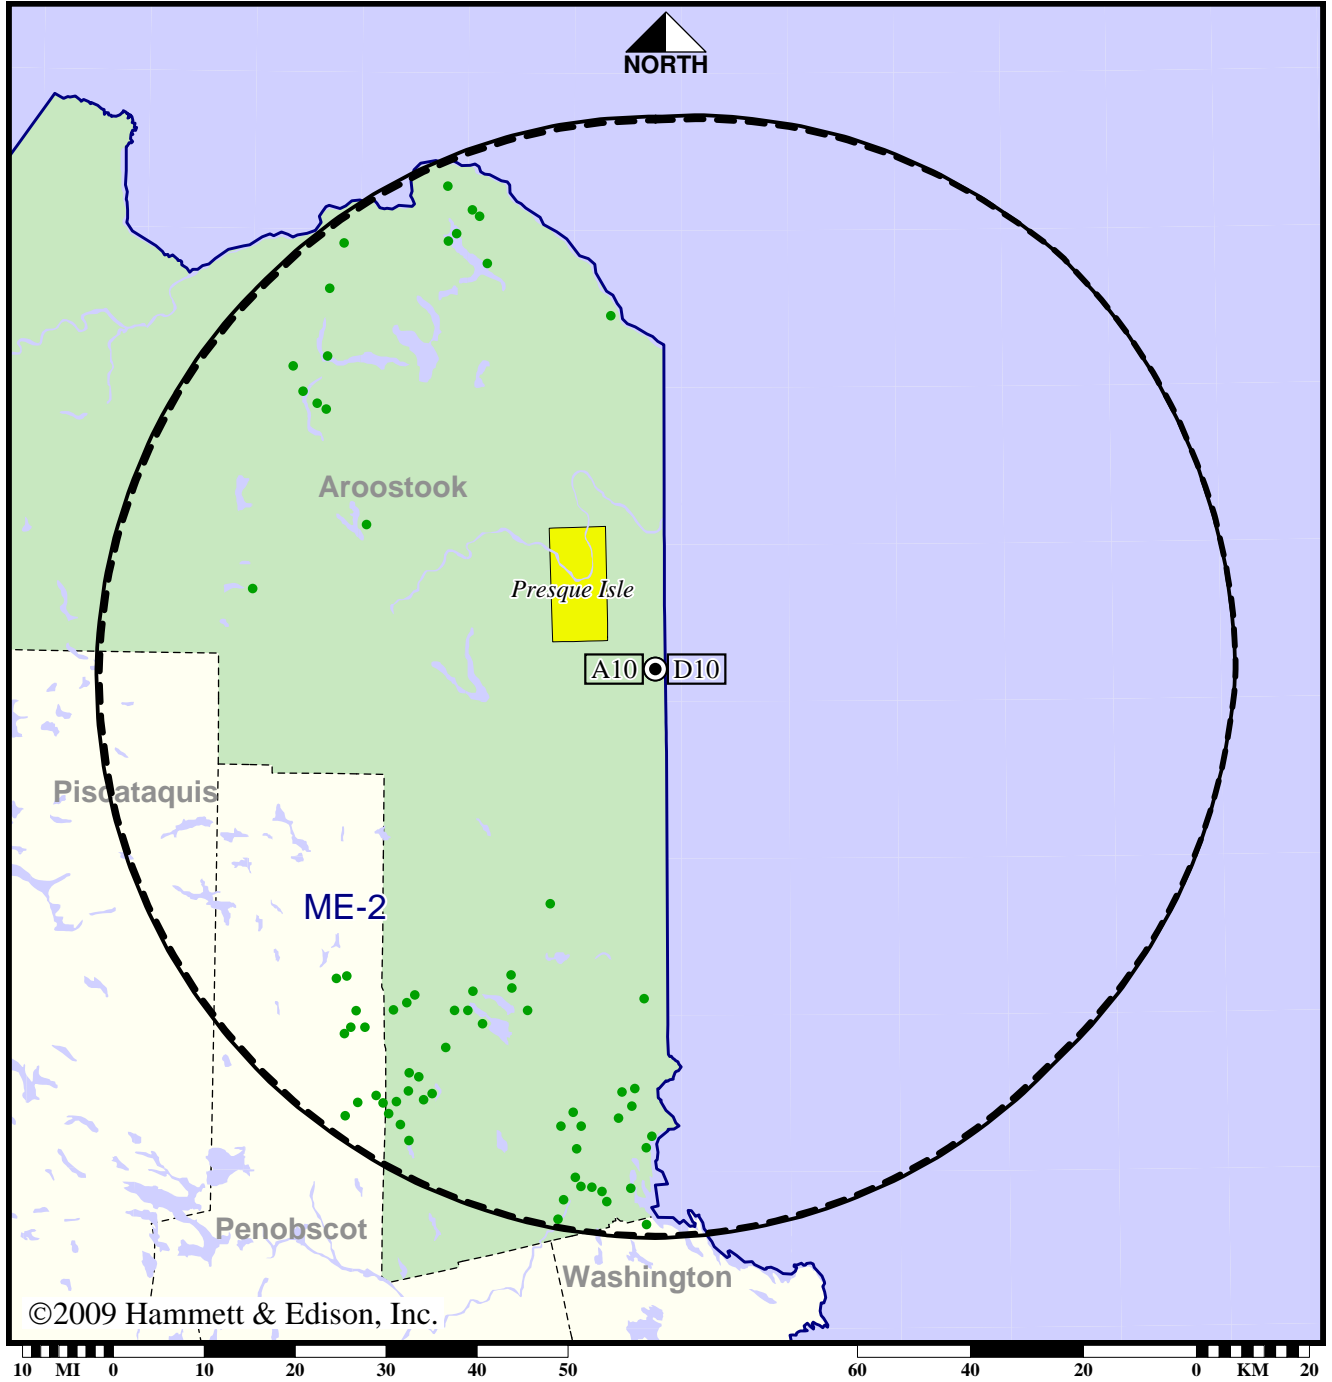 NORTH
Aroostook
Presque Isle
A10 D10
Piscataquis
ME-2
Penobscot
Washington
©2009 Hammett & Edison, Inc.
10 MI 0 10 20 30 40 50 60 40 20 0 KM 20